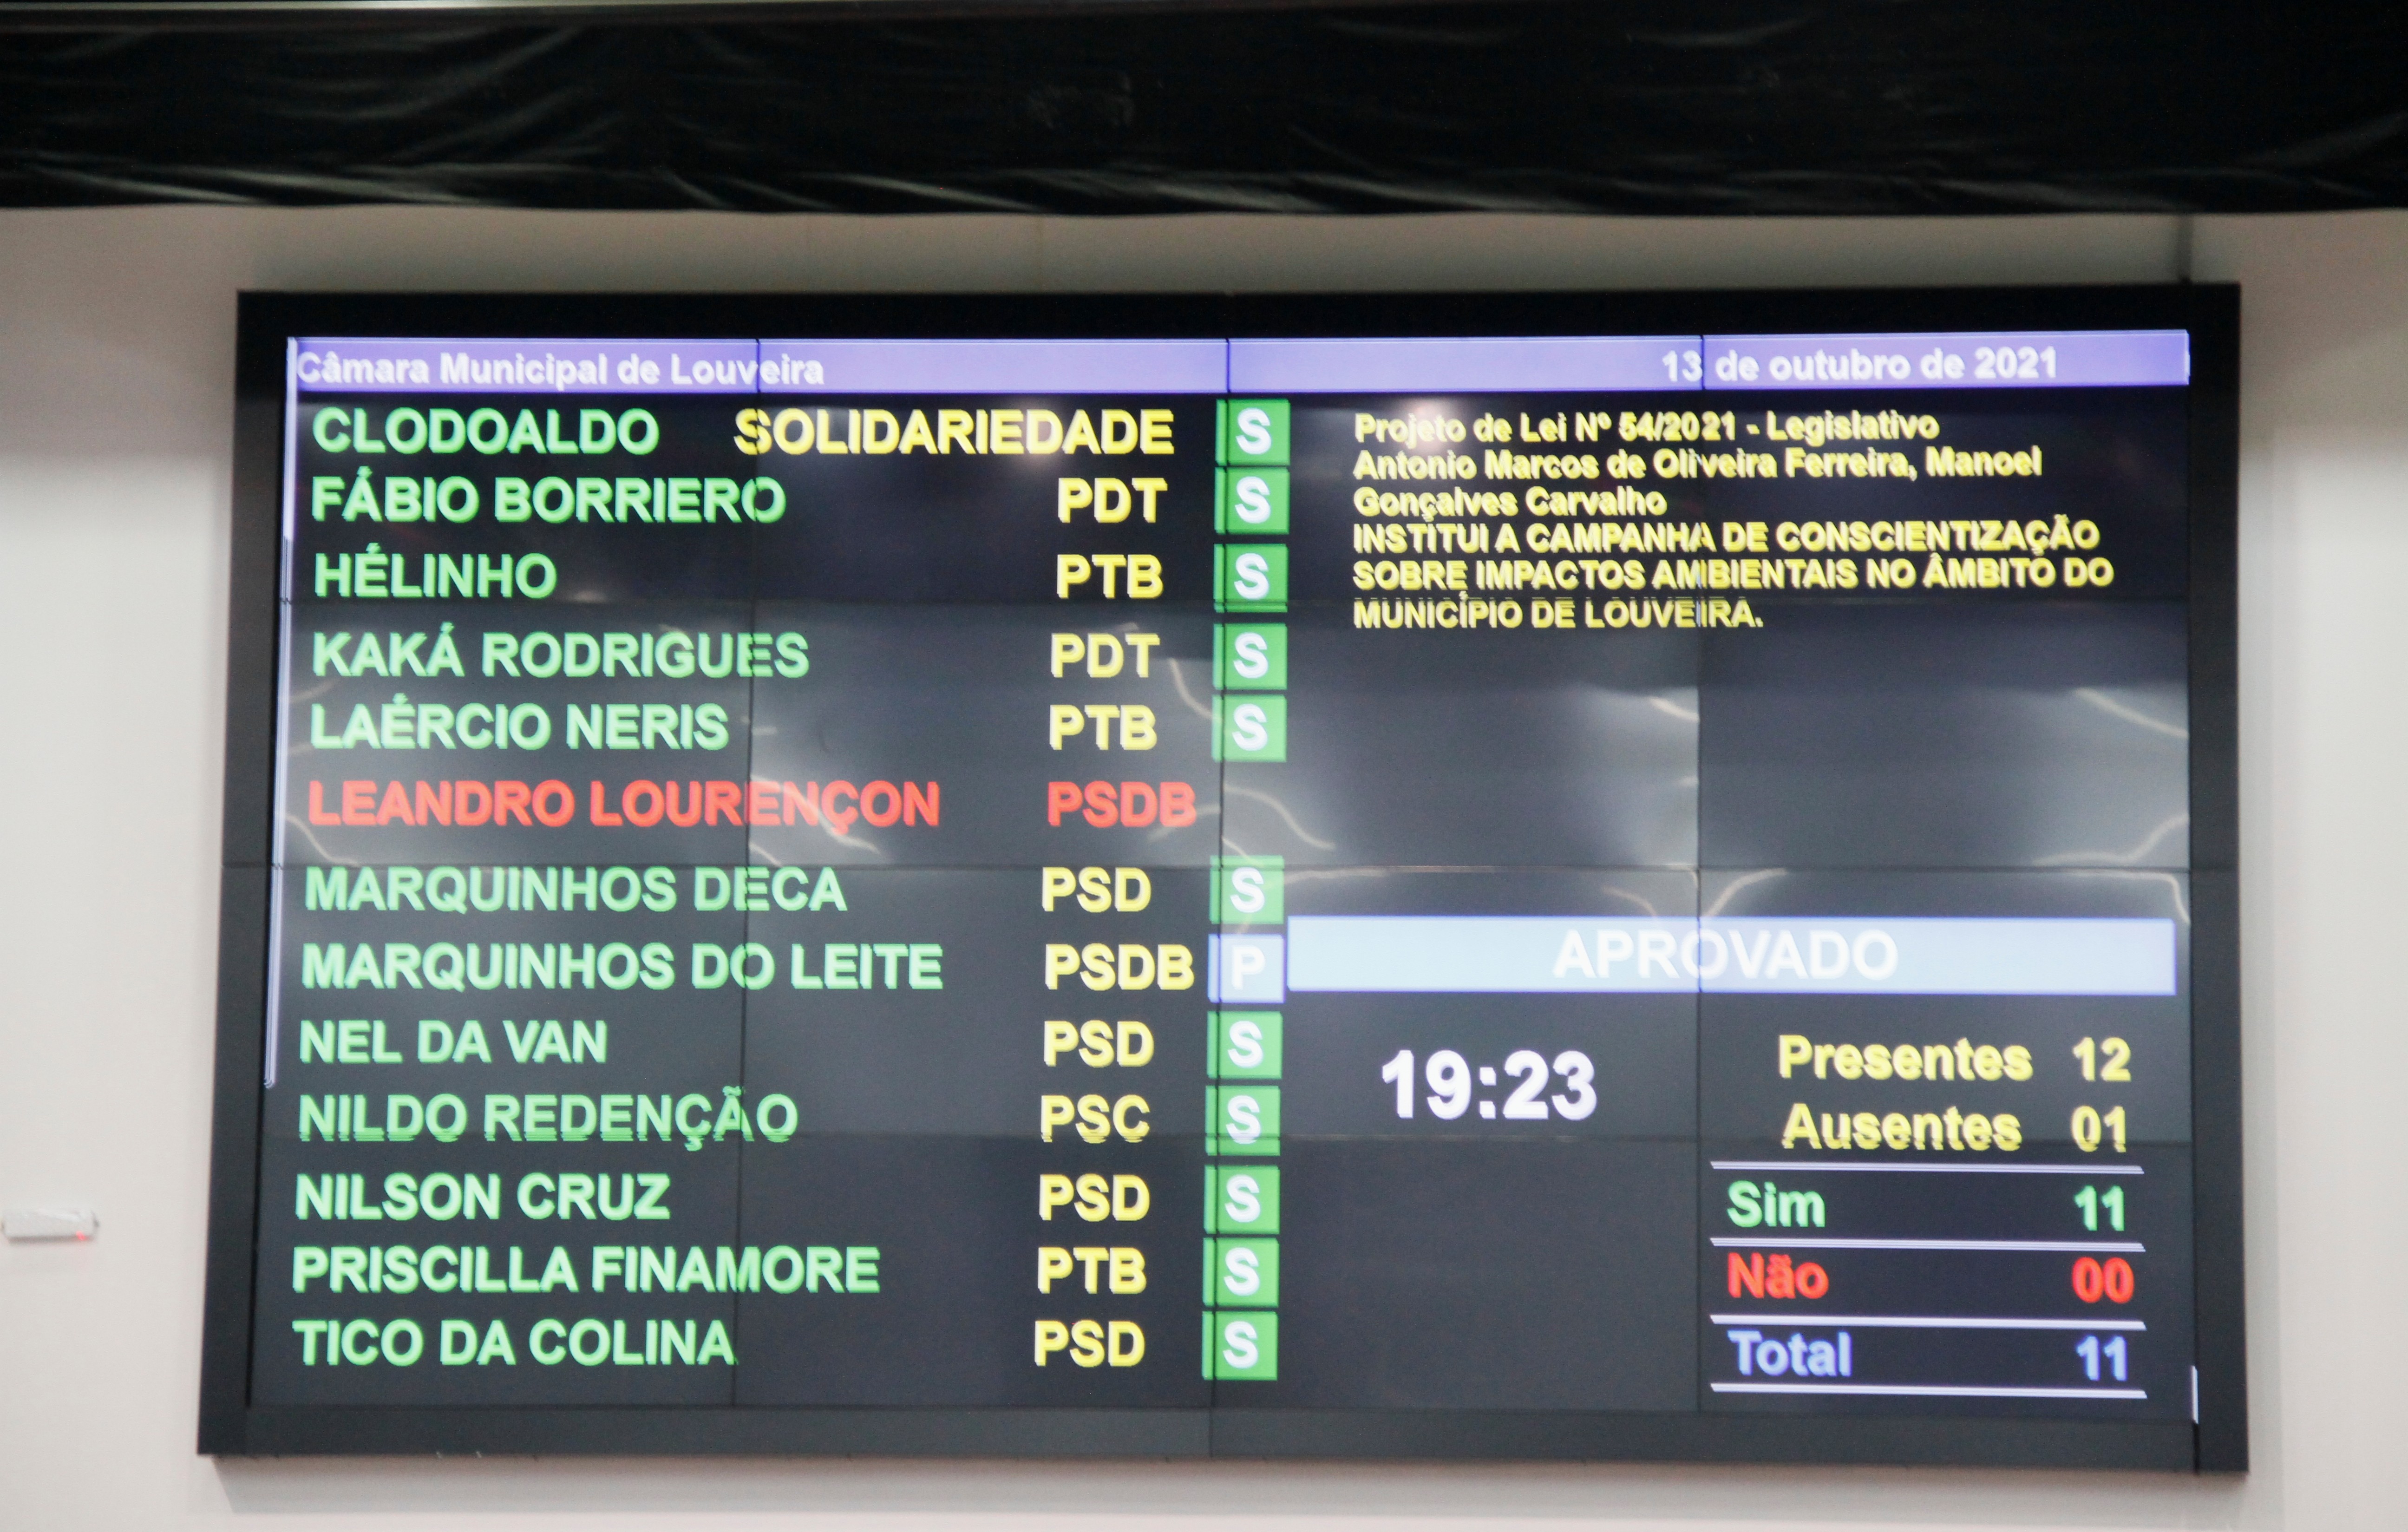 Câmara Municipal de Louveira 13 de outubro de 2021
CLODOALDO SOLIDARIEDADE S
FÁBIO BORRIERO PDT S
HÉLINHO PTB S
KAKÁ RODRIGUES PDT S
LAÉRCIO NERIS PTB S
LEANDRO LOURENÇON PSDB
MARQUINHOS DECA PSD S
MARQUINHOS DO LEITE PSDB P
NEL DA VAN PSD S
NILDO REDENÇÃO PSC S
NILSON CRUZ PSD S
PRISCILLA FINAMORE PTB S
TICO DA COLINA PSD S
Projeto de Lei Nº 54/2021 - Legislativo
Antonio Marcos de Oliveira Ferreira, Manoel
Gonçalves Carvalho
INSTITUI A CAMPANHA DE CONSCIENTIZAÇÃO
SOBRE IMPACTOS AMBIENTAIS NO ÂMBITO DO
MUNICÍPIO DE LOUVEIRA.
APROVADO
19:23
Presentes 12
Ausentes 01
Sim 11
Não 00
Total 11